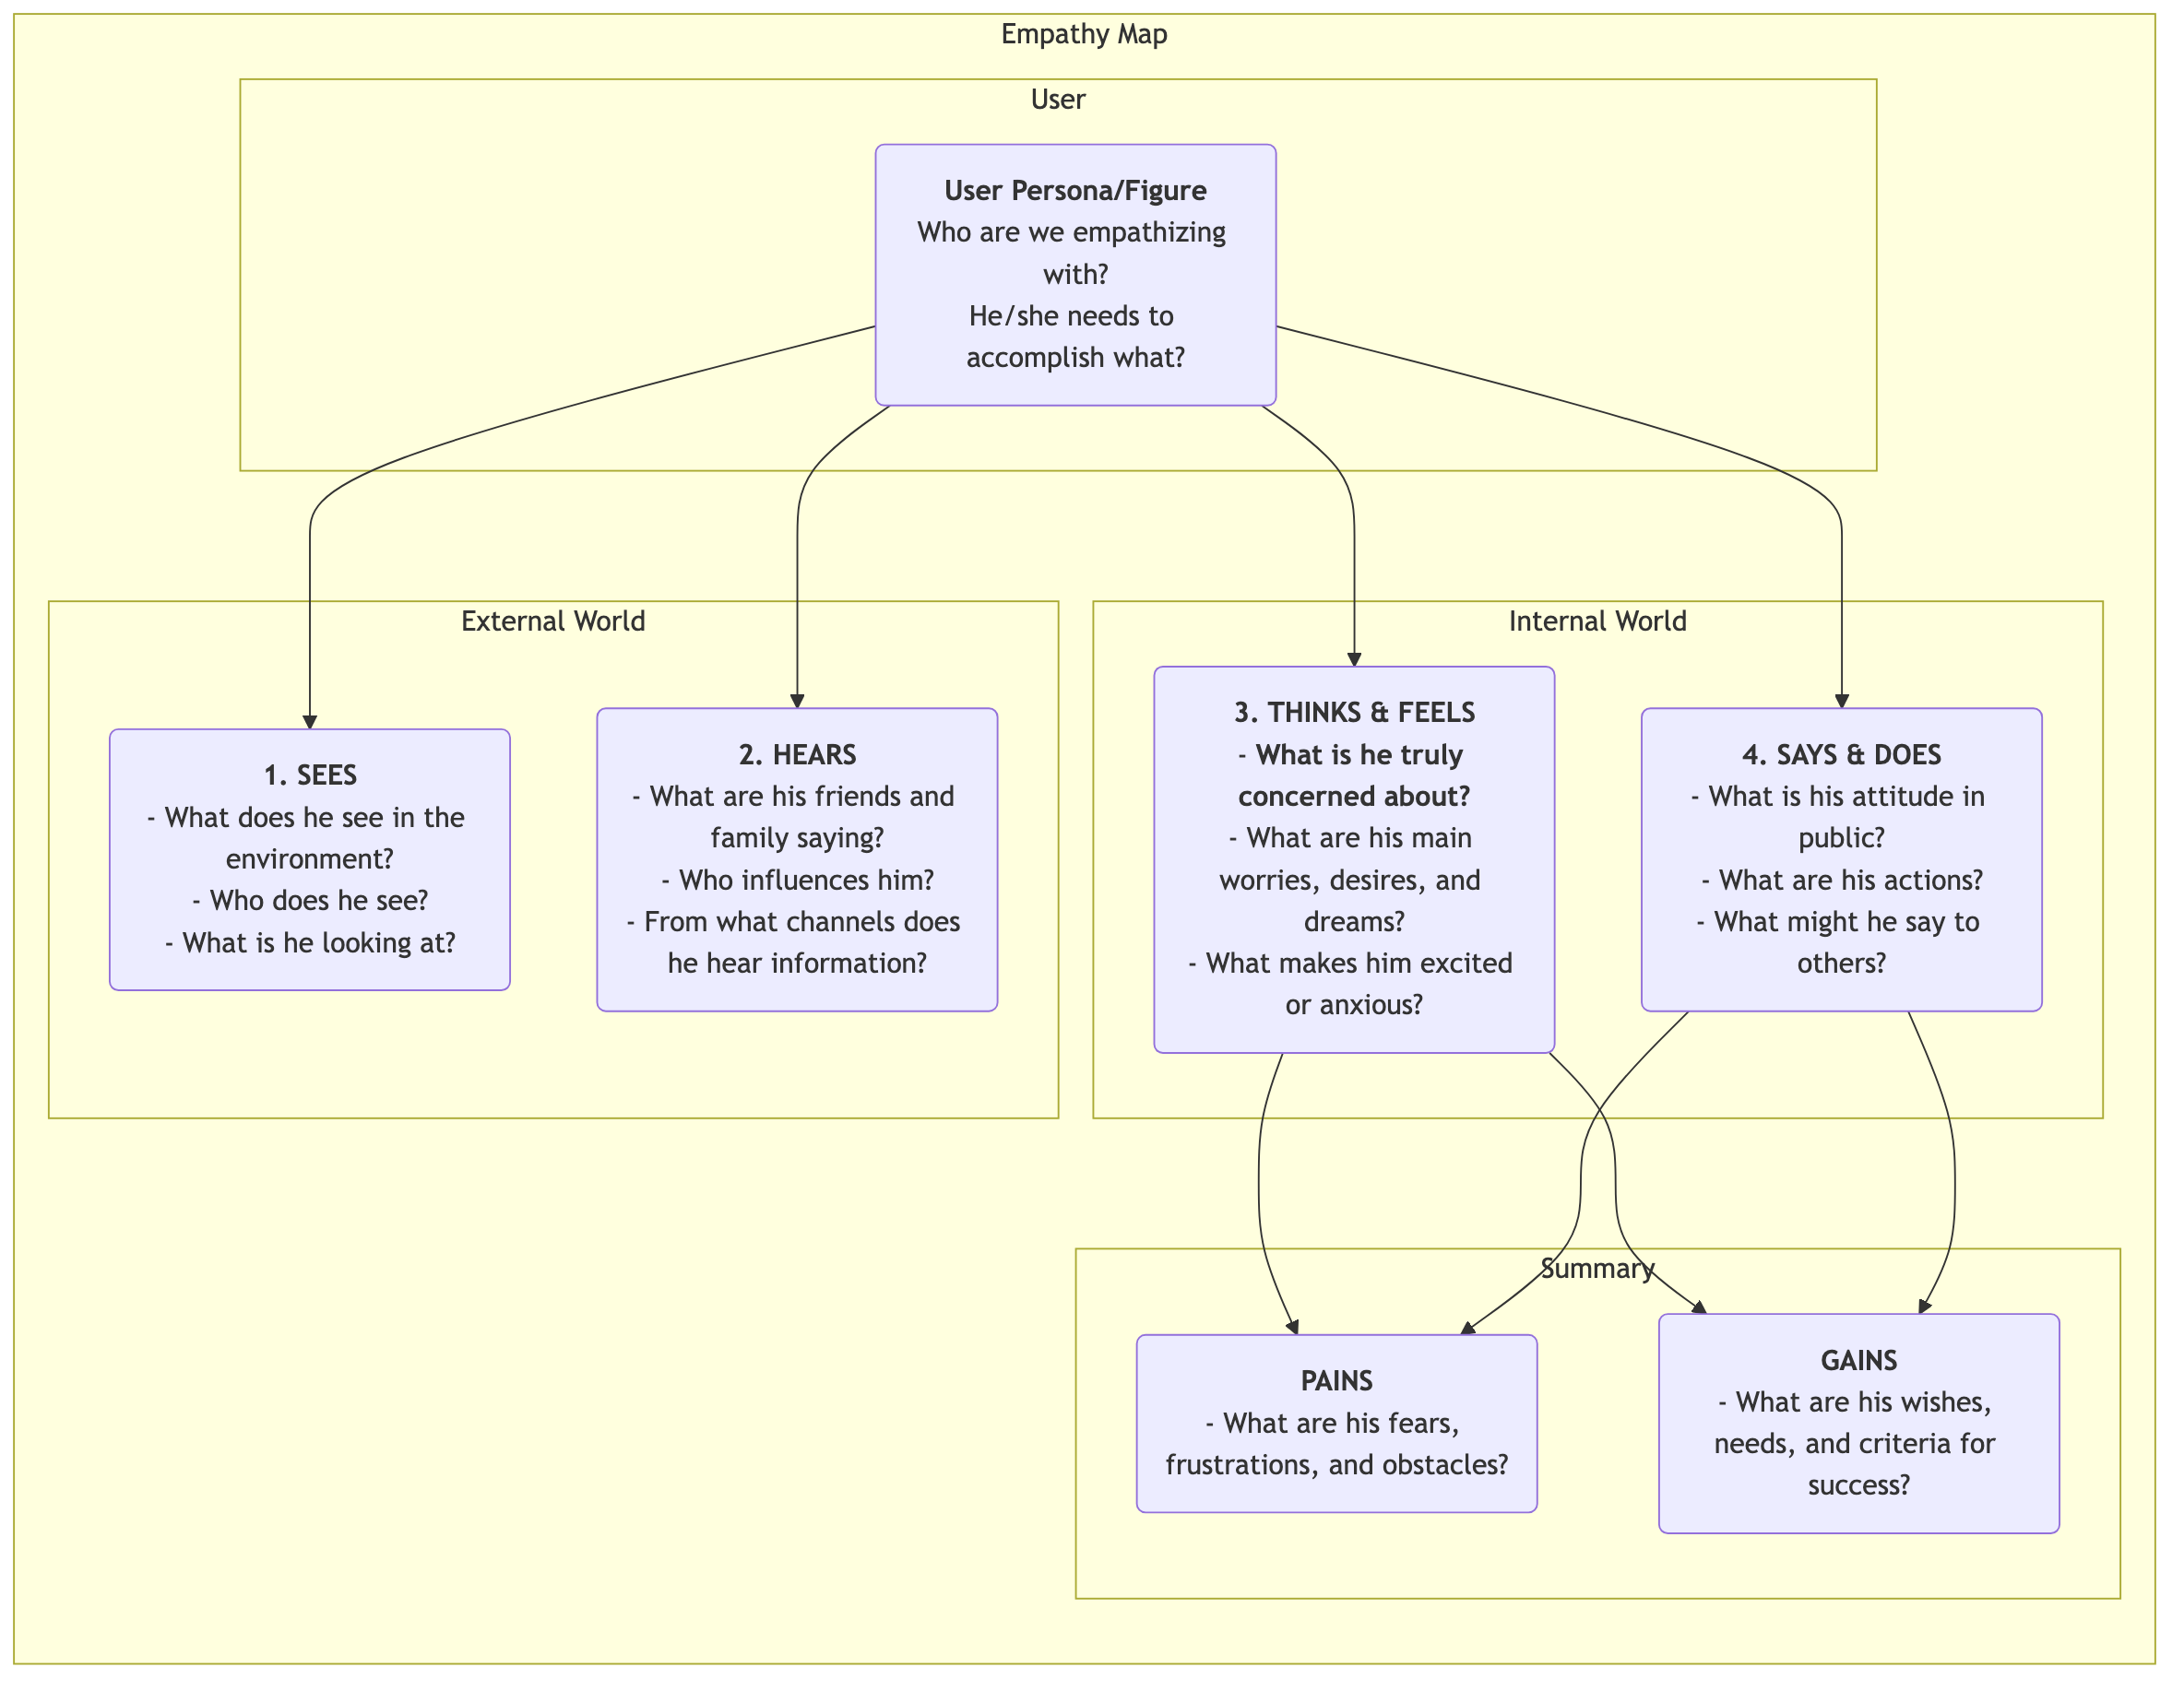 Empathy Map
User
User Persona/Figure
Who are we empathizing
with?
He/she needs to
accomplish what?
External World
1. SEES
- What does he see in the
environment?
- Who does he see?
- What is he looking at?
2. HEARS
- What are his friends and
family saying?
- Who influences him?
- From what channels does
he hear information?
Internal World
3. THINKS & FEELS
- What is he truly
concerned about?
- What are his main
worries, desires, and
dreams?
- What makes him excited
or anxious?
4. SAYS & DOES
- What is his attitude in
public?
- What are his actions?
- What might he say to
others?
Summary
PAINS
- What are his fears,
frustrations, and obstacles?
GAINS
- What are his wishes,
needs, and criteria for
success?